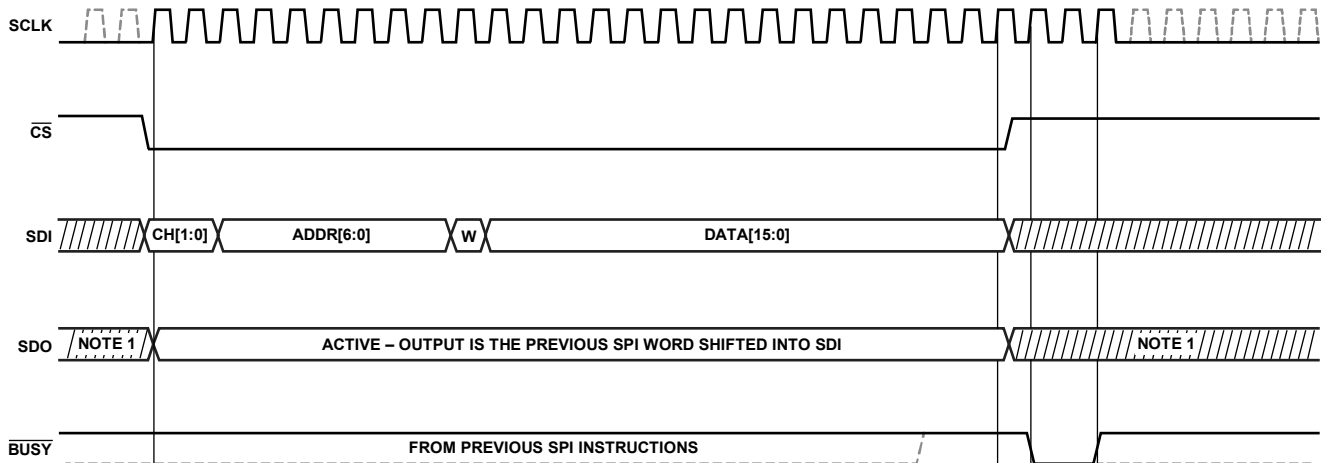 SCLK
CS
SDI
CH[1:0]
ADDR[6:0]
W
DATA[15:0]
SDO
NOTE 1
ACTIVE – OUTPUT IS THE PREVIOUS SPI WORD SHIFTED INTO SDI
NOTE 1
BUSY
FROM PREVIOUS SPI INSTRUCTIONS